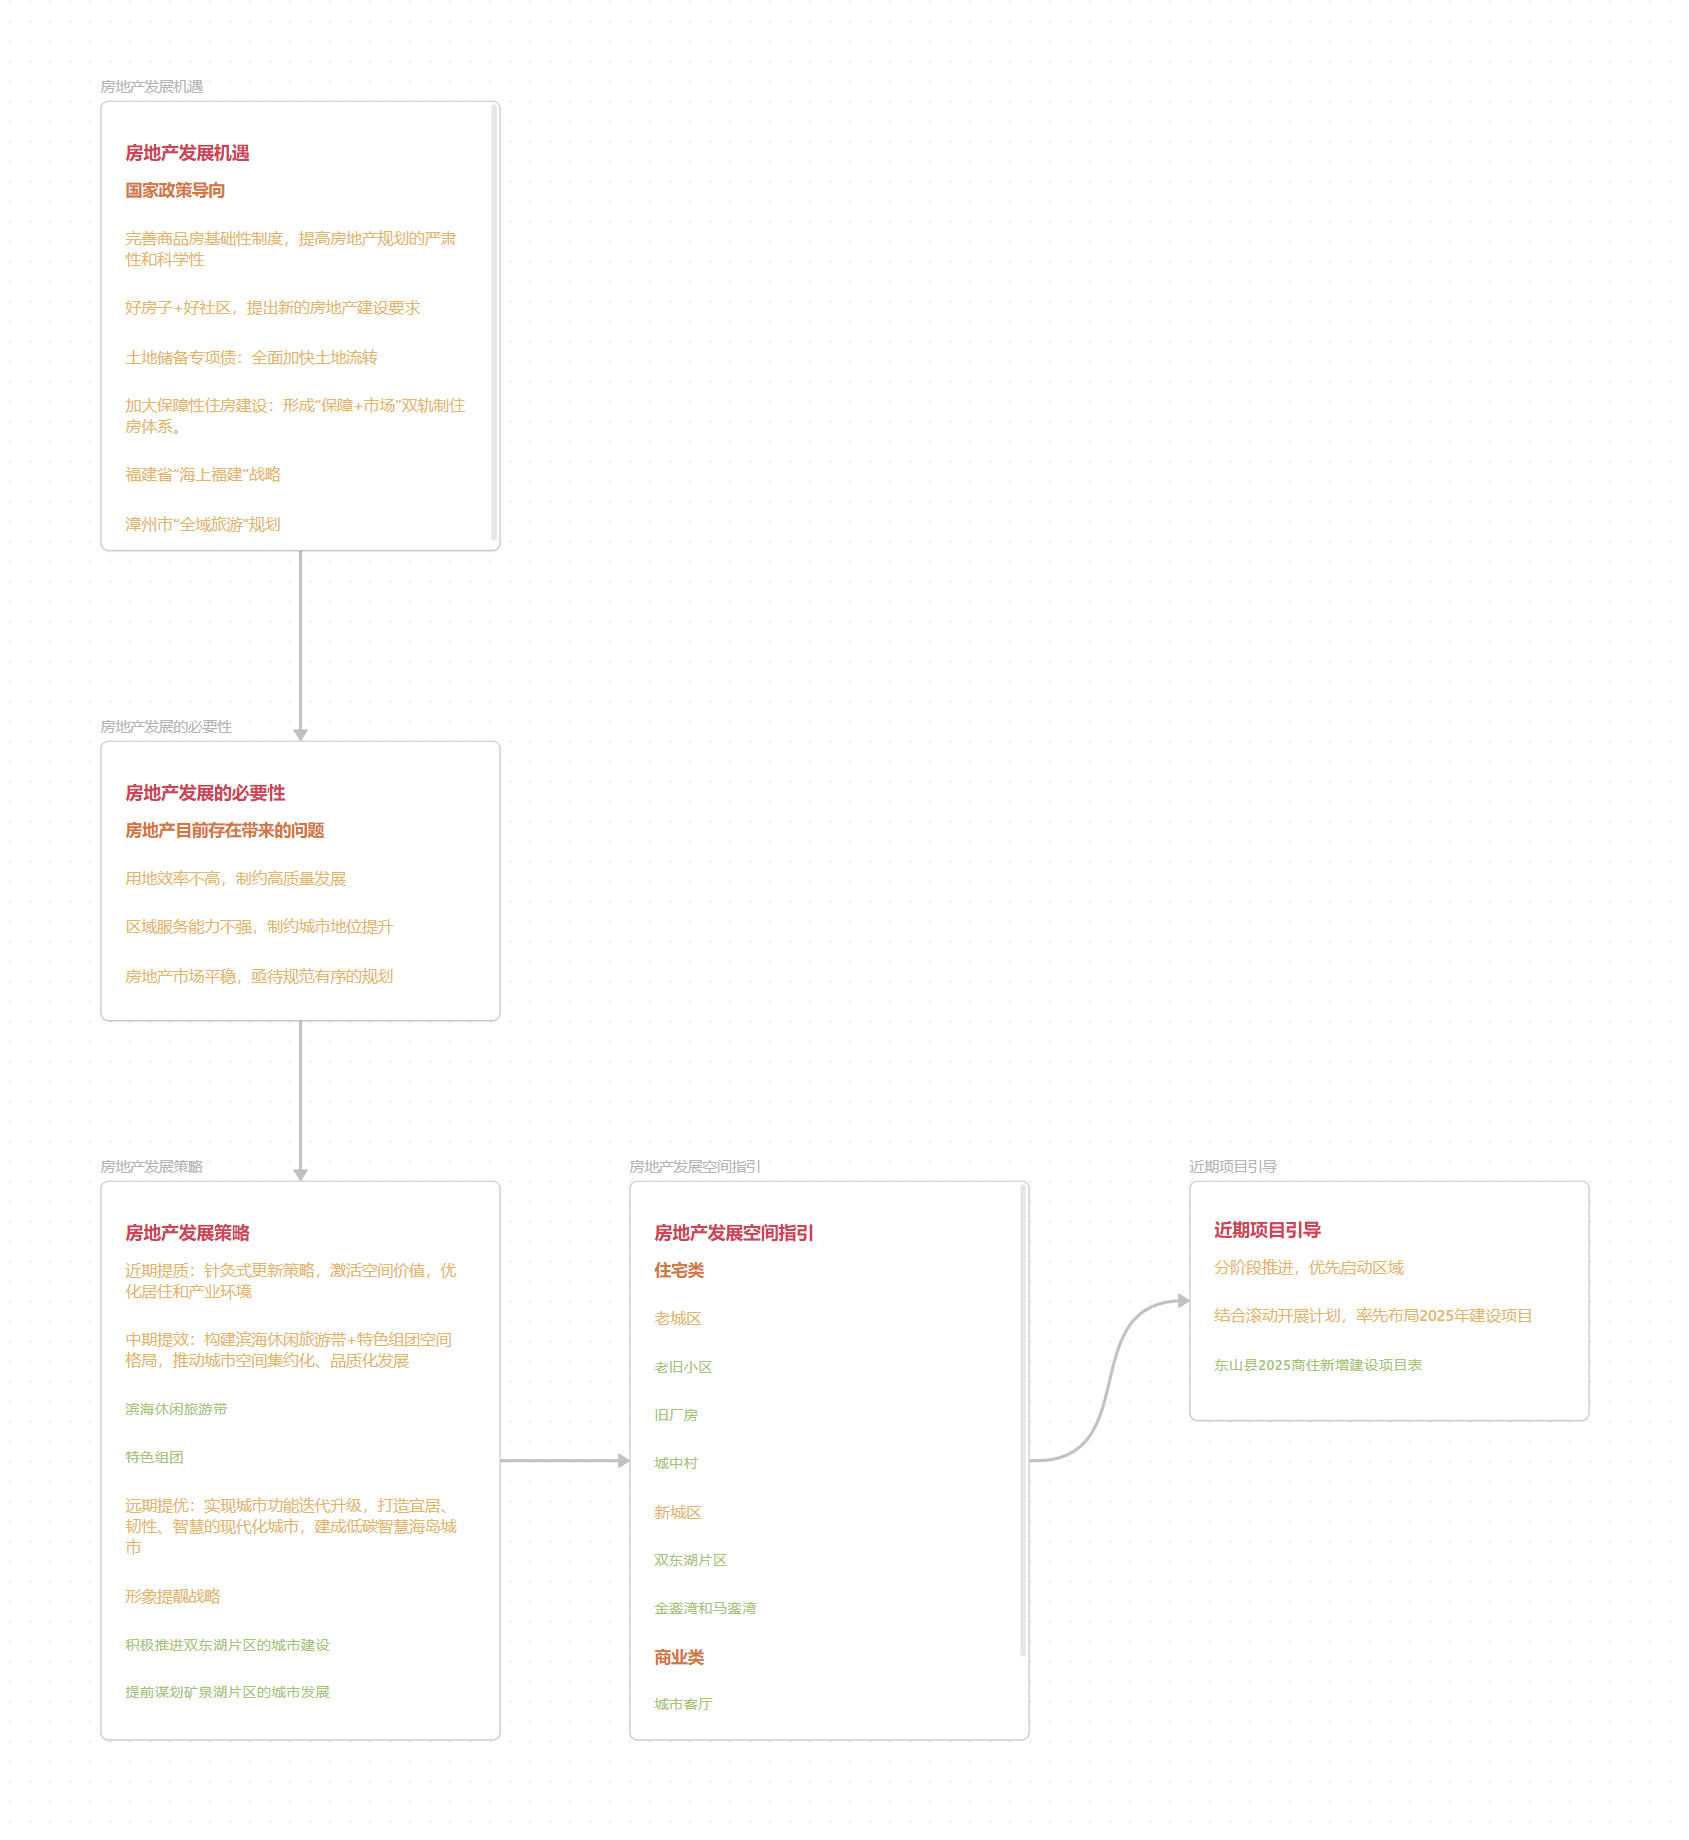 房地产发展机遇
房地产发展机遇
国家政策导向
完善商品房基础性制度，提高房地产规划的严肃
性和科学性
好房子+好社区，提出新的房地产建设要求
土地储备专项债：全面加快土地流转
加大保障性住房建设：形成“保障+市场”双轨制住
房体系。
福建省“海上福建”战略
漳州市“全域旅游”规划
房地产发展的必要性
房地产发展的必要性
房地产目前存在带来的问题
用地效率不高，制约高质量发展
区域服务能力不强，制约城市地位提升
房地产市场平稳，亟待规范有序的规划
房地产发展策略
房地产发展策略
近期提质：针灸式更新策略，激活空间价值，优
化居住和产业环境
中期提效：构建滨海休闲旅游带+特色组团空间
格局，推动城市空间集约化、品质化发展
滨海休闲旅游带
特色组团
远期提优：实现城市功能迭代升级，打造宜居、
韧性、智慧的现代化城市，建成低碳智慧海岛城
市
形象提靓战略
积极推进双东湖片区的城市建设
提前谋划矿泉湖片区的城市发展
房地产发展空间指引
房地产发展空间指引
住宅类
老城区
老旧小区
旧厂房
城中村
新城区
双东湖片区
金銮湾和马銮湾
商业类
城市客厅
近期项目引导
近期项目引导
分阶段推进，优先启动区域
结合滚动开展计划，率先布局2025年建设项目
东山县2025商住新增建设项目表